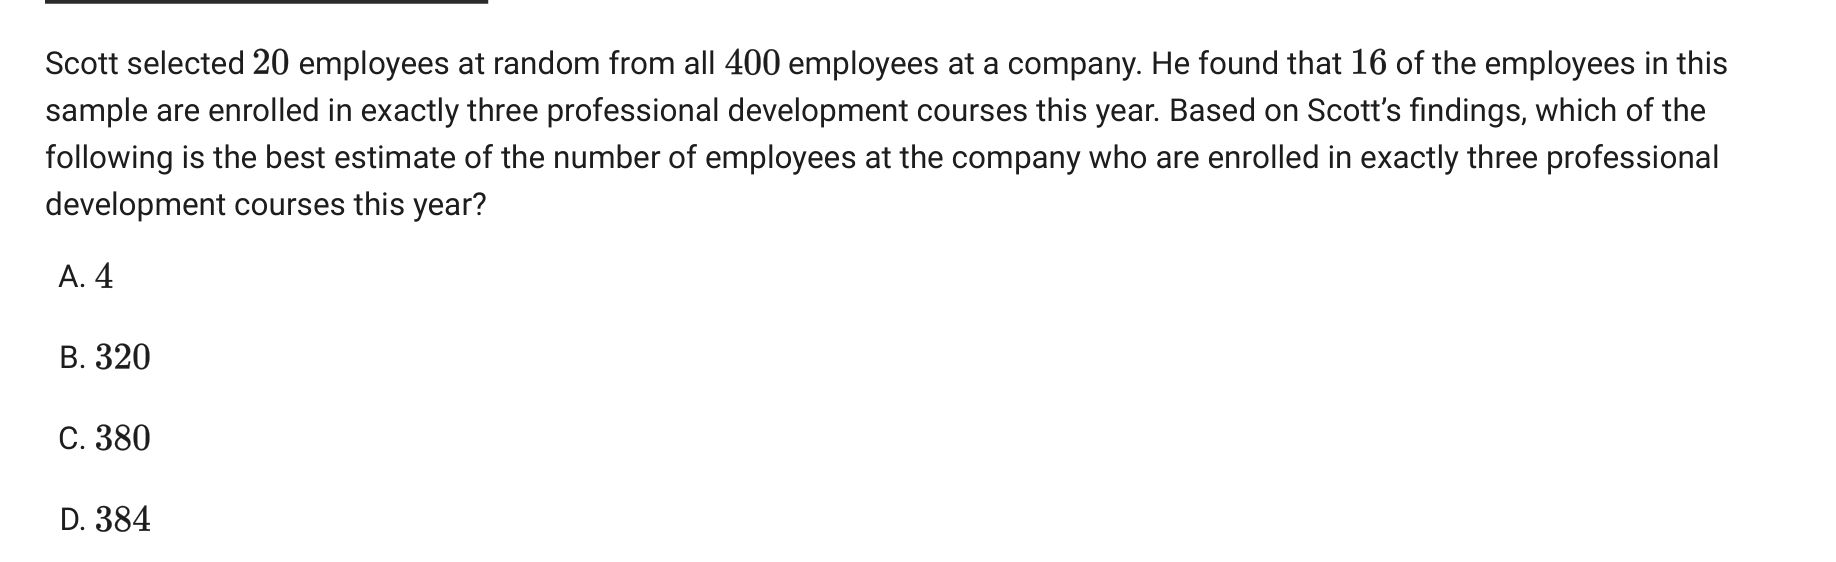 Scott selected 20 employees at random from all 400 employees at a company. He found that 16 of the employees in this
sample are enrolled in exactly three professional development courses this year. Based on Scott’s findings, which of the
following is the best estimate of the number of employees at the company who are enrolled in exactly three professional
development courses this year?
A. 4
B. 320
C. 380
D. 384